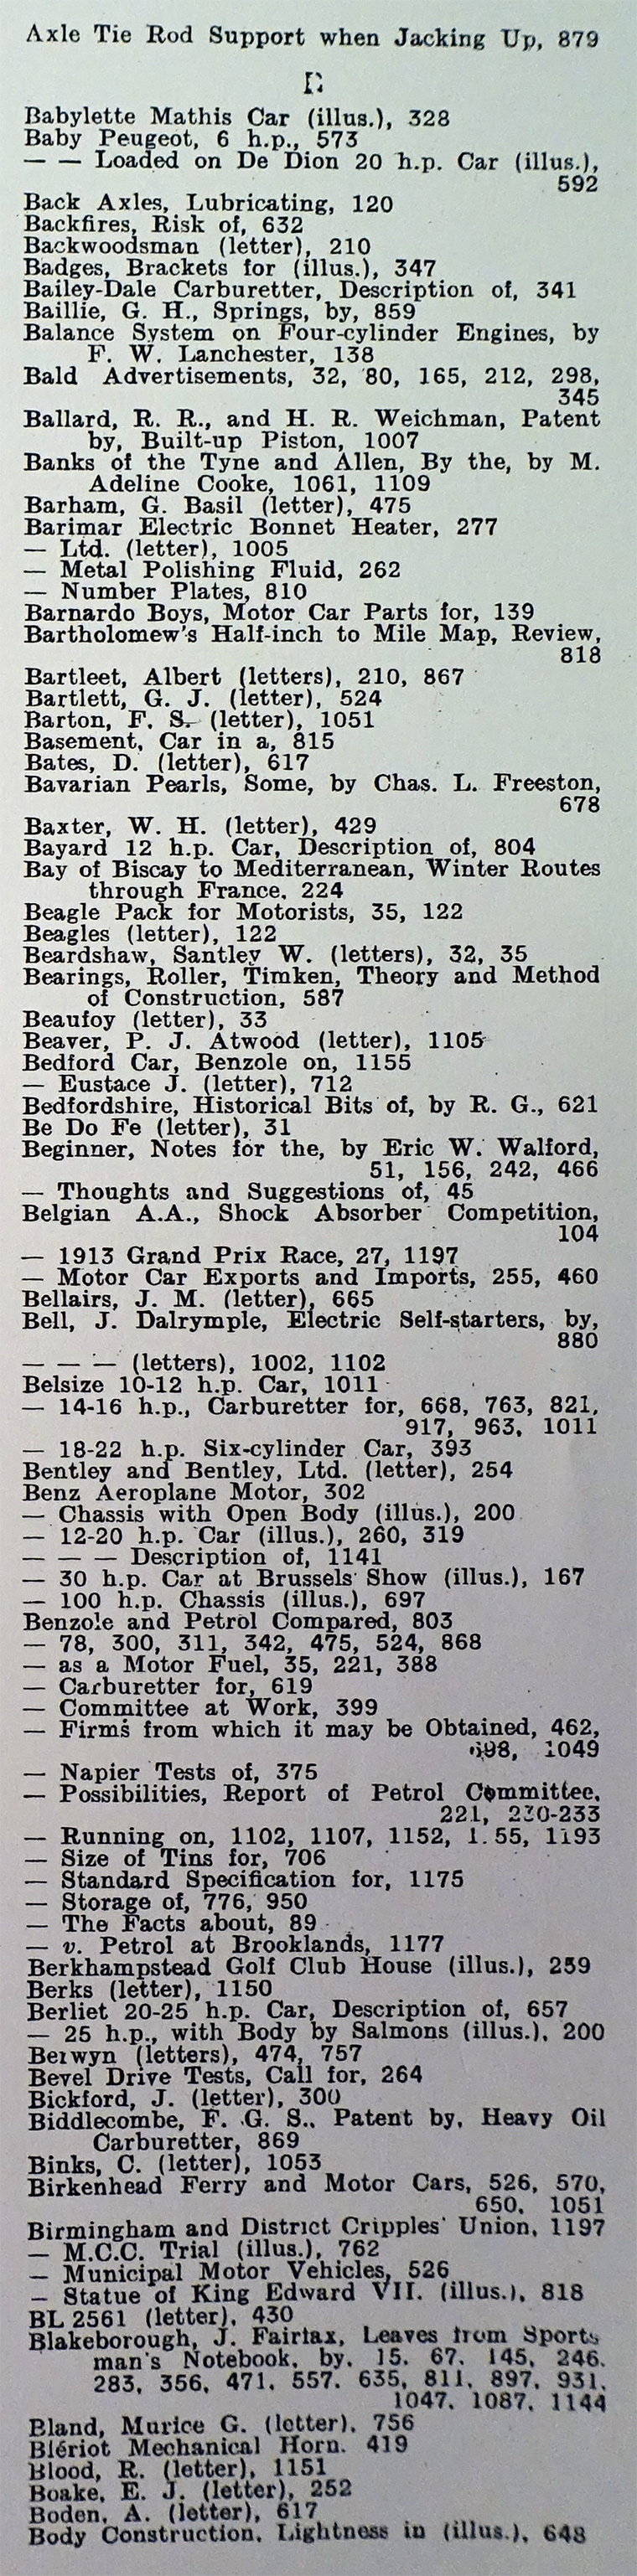 Axle Tie Rod Support when Jacking Up, 879
Babylette Mathis Car (illus.), 328
Baby Peugeot, 6 h.p., 573
— — Loaded on De Dion 20 h.p. Car (illus.),
592
Back Axles, Lubricating, 120
Backfires, Risk of, 632
Backwoodsman (letter), 210
Badges, Brackets for (illus.), 347
Bailey-Dale Carburetter, Description of, 341
Baillie, G. H., Springs, by, 859
Balance System on Four-cylinder Engines, by
F. W. Lanchester, 138
Bald Advertisements, 32, 80, 165, 212, 298,
345
Ballard, R. R., and H. R. Weichman, Patent
by, Built-up Piston, 1007
Banks of the Tyne and Allen, By the, by M.
Adeline Cooke, 1061, 1109
Barham, G. Basil (letter), 475
Barimar Electric Bonnet Heater, 277
— Ltd. (letter), 1005
— Metal Polishing Fluid, 262
— Number Plates, 810
Barnardo Boys, Motor Car Parts for, 139
Bartholomew's Half-inch to Mile Map, Review,
818
Bartleet, Albert (letters), 210, 867
Bartlett, G. J. (letter), 524
Barton, F. S. (letter), 1051
Basement, Car in a, 815
Bates, D. (letter), 617
Bavarian Pearls, Some, by Chas. L. Freeston,
678
Baxter, W. H. (letter), 429
Bayard 12 h.p. Car, Description of, 804
Bay of Biscay to Mediterranean, Winter Routes
through France, 224
Beagle Pack for Motorists, 35, 122
Beagles (letter), 122
Beardshaw, Santley W. (letters), 32, 35
Bearings, Roller, Timken, Theory and Method
of Construction, 587
Beaufoy (letter), 33
Beaver, P. J. Atwood (letter), 1105
Bedford Car, Benzole on, 1155
— Eustace J. (letter), 712
Bedfordshire, Historical Bits of, by R. G., 621
Be Do Fe (letter), 31
Beginner, Notes for the, by Eric W. Walford,
51, 156, 242, 466
— Thoughts and Suggestions of, 45
Belgian A.A., Shock Absorber Competition,
104
— 1913 Grand Prix Race, 27, 1197
— Motor Car Exports and Imports, 255, 460
Bellairs, J. M. (letter), 665
Bell, J. Dalrymple, Electric Self-starters, by,
880
— — — (letters), 1002, 1102
Belsize 10-12 h.p. Car, 1011
— 14-16 h.p., Carburetter for, 668, 763, 821,
917, 963, 1011
— 18-22 h.p. Six-cylinder Car, 393
Bentley and Bentley, Ltd. (letter), 254
Benz Aeroplane Motor, 302
— Chassis with Open Body (illus.), 200
— 12-20 h.p. Car (illus.), 260, 319
— — — Description of, 1141
— 30 h.p. Car at Brussels Show (illus.), 167
— 100 h.p. Chassis (illus.), 697
Benzole and Petrol Compared, 803
— 78, 300, 311, 342, 475, 524, 868
— as a Motor Fuel, 35, 221, 388
— Carburetter for, 619
— Committee at Work, 399
— Firms from which it may be Obtained, 462,
1049
— Napier Tests of, 375
— Possibilities, Report of Petrol Committee,
221, 230-233
— Running on, 1102, 1107, 1152, 1193
— Size of Tins for, 706
— Standard Specification for, 1175
— Storage of, 776, 950
— The Facts about, 89
— v. Petrol at Brooklands, 1177
Berkhampstead Golf Club House (illus.), 259
Berks (letter), 1150
Berliet 20-25 h.p. Car, Description of, 657
— 25 h.p., with Body by Salmons (illus.), 200
Berwyn (letters), 474, 757
Bevel Drive Tests, Call for, 264
Bickford, J. (letter), 300
Biddlecombe, F. G. S., Patent by, Heavy Oil
Carburetter, 869
Binks, C. (letter), 1053
Birkenhead Ferry and Motor Cars, 526, 570,
650, 1051
Birmingham and District Cripples' Union, 1197
— M.C.C. Trial (illus.), 762
— Municipal Motor Vehicles, 526
— Statue of King Edward VII. (illus.), 818
BL 2561 (letter), 430
Blakeborough, J. Fairfax, Leaves from Sports
man's Notebook, by, 15, 67, 145, 246,
283, 356, 471, 557, 635, 811, 897, 931,
1047, 1087, 1144
Bland, Murice G. (letter), 756
Blériot Mechanical Horn, 419
Blood, R. (letter), 1151
Boake, E. J. (letter), 252
Boden, A. (letter), 617
Body Construction, Lightness in (illus.), 648